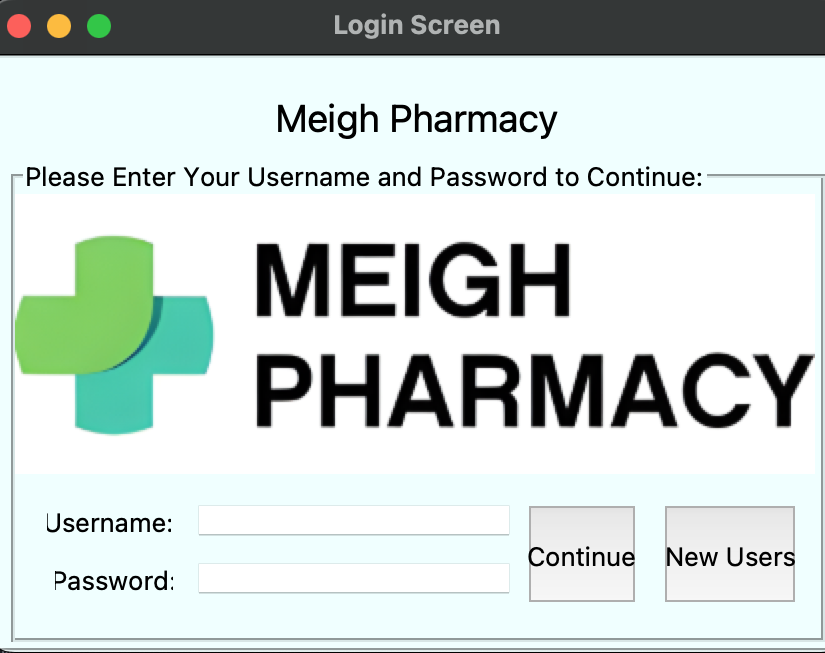 Login Screen
Meigh Pharmacy
Please Enter Your Username and Password to Continue:
MEIGH
PHARMACY
Username:
Password:
Continue
New Users